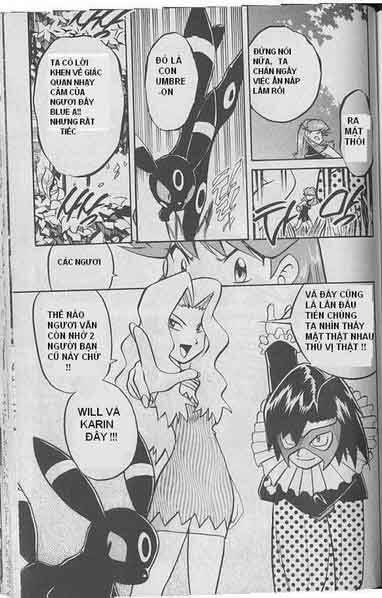 ĐỪNG NÓI
NỮA, TA
CHÁN NGÁY
VIỆC ẨN NẤP
LẮM RỒI
RA
MẶT
THÔI
ĐÓ LÀ
CON
UMBRE
-ON
TA CÓ LỜI
KHEN VỀ GIÁC
QUAN NHẠY
CẢM CỦA
NGƯƠI ĐẤY
BLUE Ạ!!
NHƯNG RẤT
TIẾC
CÁC NGƯƠI
VÀ ĐÂY CŨNG
LÀ LẦN ĐẦU
TIÊN CHÚNG
TA NHÌN THẤY
MẶT THẬT NHAU
THÚ VỊ THẬT !!
THẾ NÀO
NGƯƠI VẪN
CÒN NHỚ 2
NGƯỜI BẠN
CŨ NÀY CHỨ
!!
WILL VÀ
KARIN
ĐÂY !!!